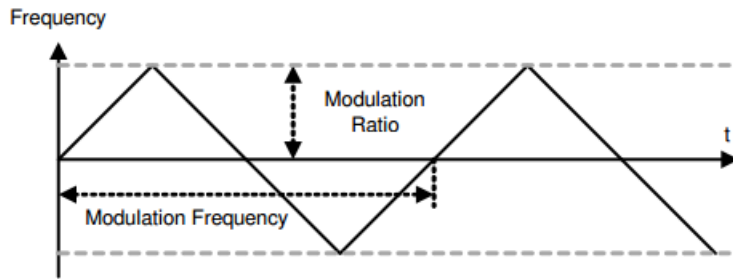 Frequency
Modulation
Ratio
t
Modulation Frequency